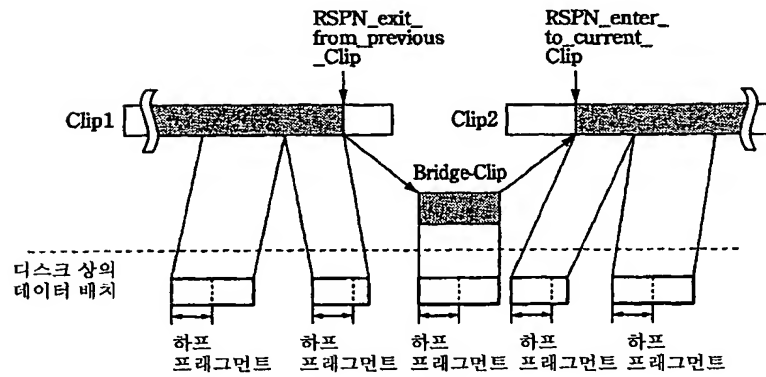 RSPN_exit_
from_previous
_Clip
RSPN_enter_
to_current_
Clip
Clip1
Clip2
Bridge-Clip
디스크 상의
데이터 배치
하프
프래그먼트
하프
프래그먼트
하프
프래그먼트
하프
프래그먼트
하프
프래그먼트